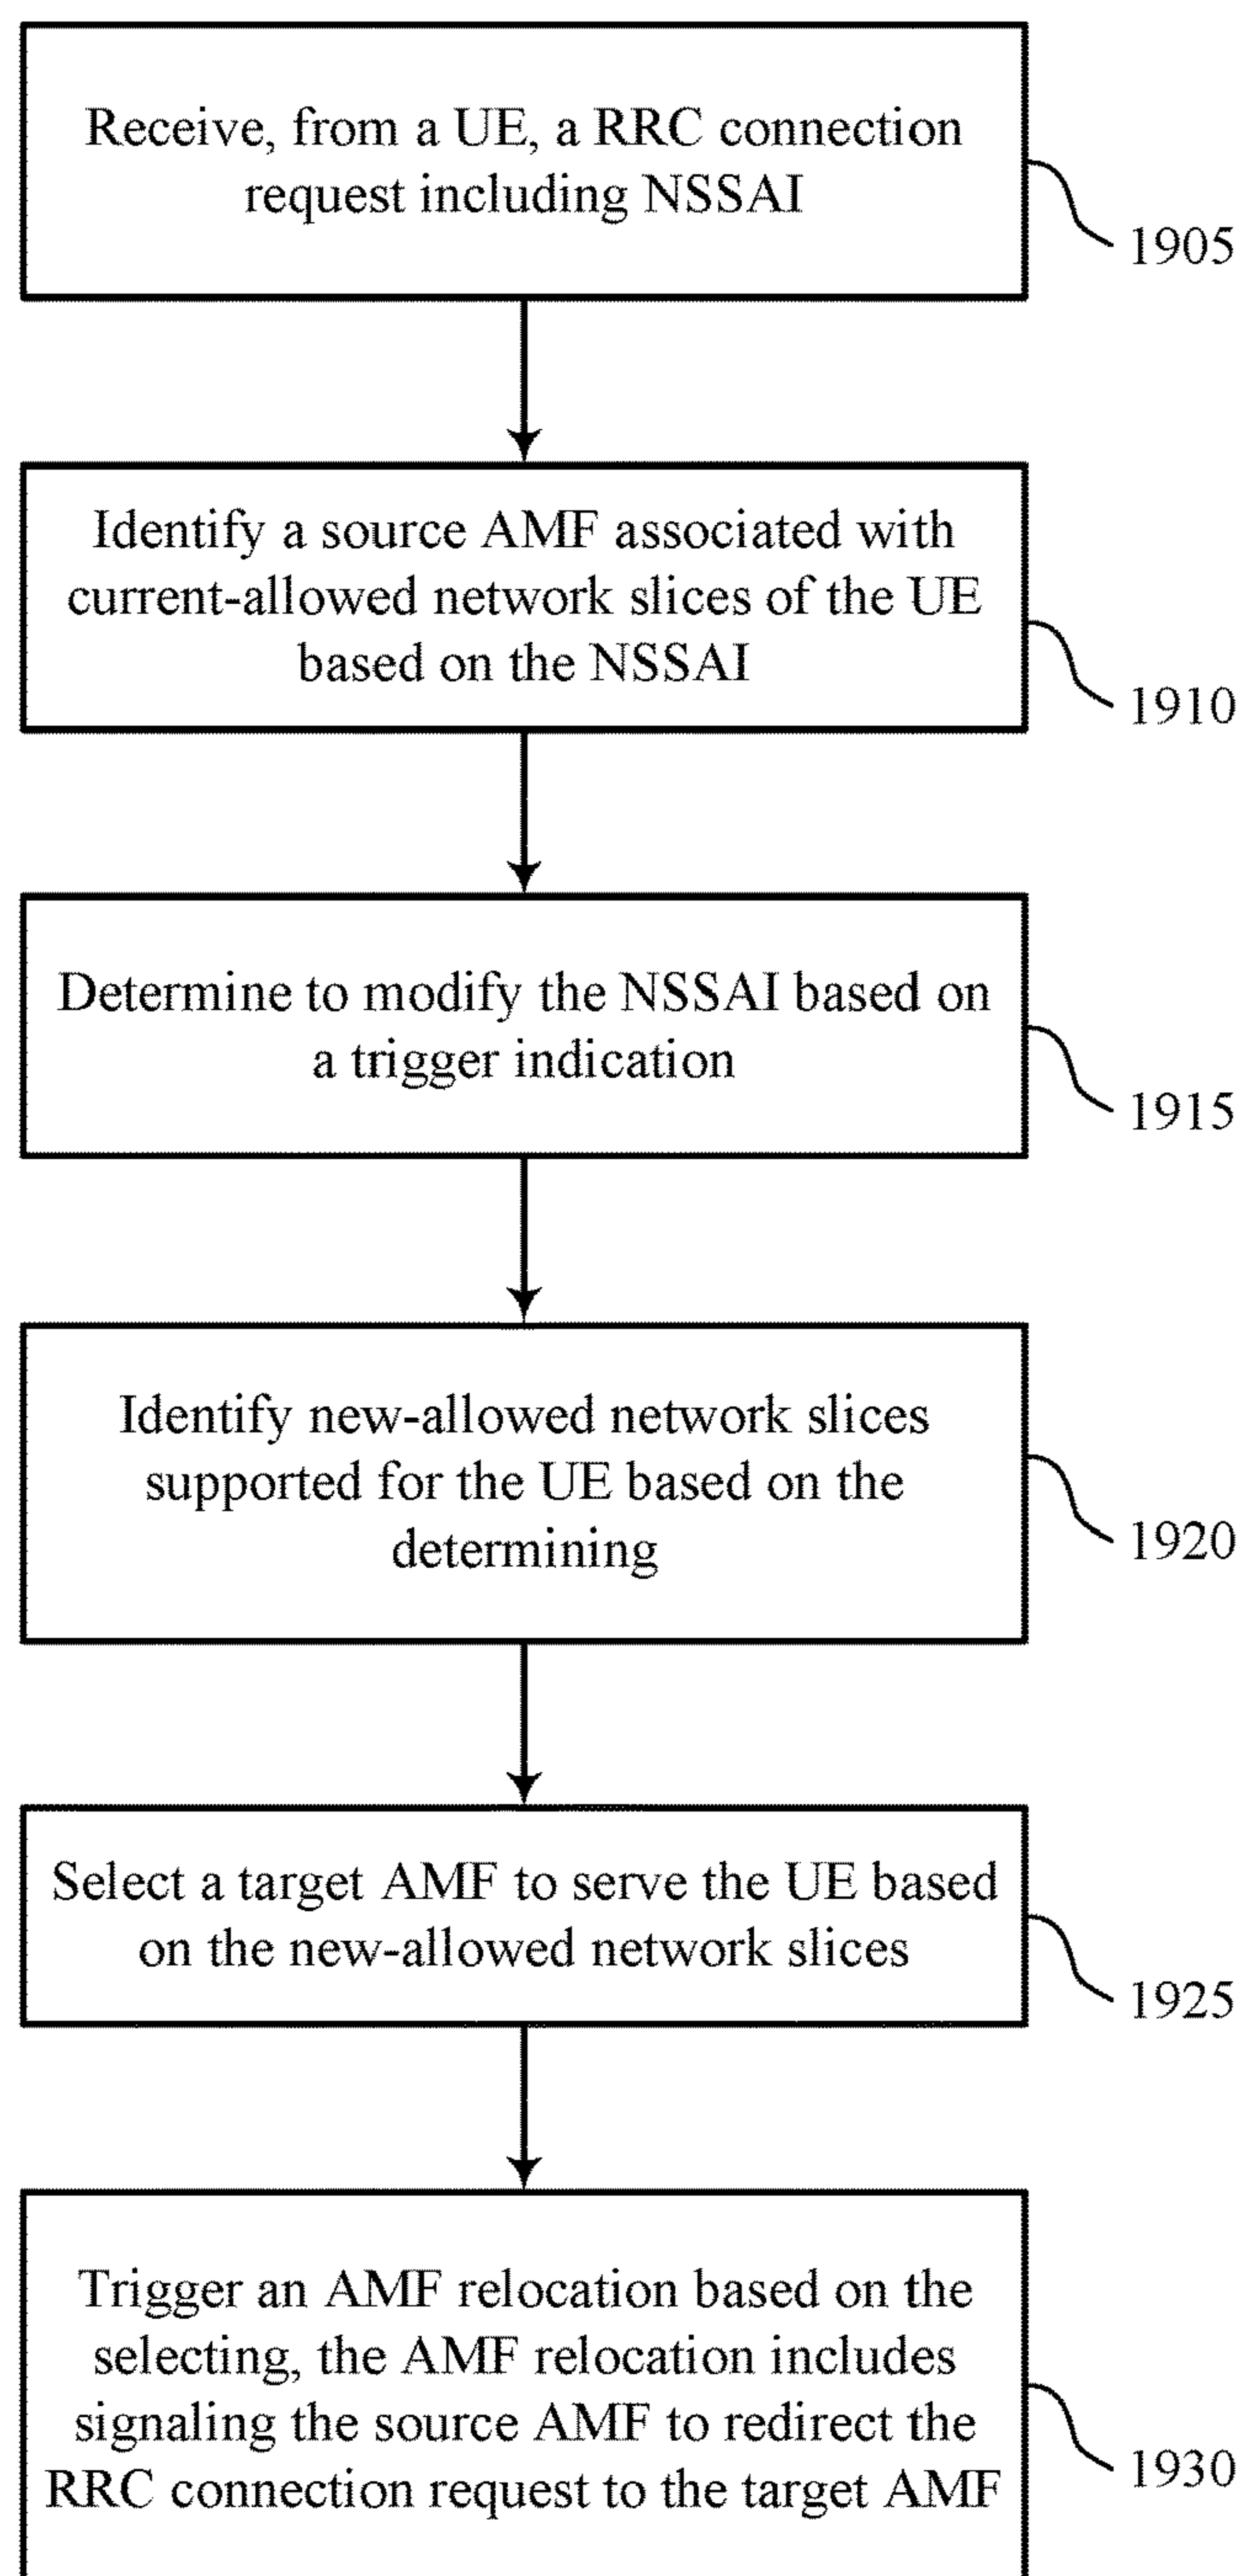 Receive, from a UE, a RRC connection
request including NSSAI
1905
Identify a source AMF associated with
current-allowed network slices of the UE
based on the NSSAI
1910
Determine to modify the NSSAI based on
a trigger indication
1915
Identify new-allowed network slices
supported for the UE based on the
determining
1920
Select a target AMF to serve the UE based
on the new-allowed network slices
1925
Trigger an AMF relocation based on the
selecting, the AMF relocation includes
signaling the source AMF to redirect the
RRC connection request to the target AMF
1930